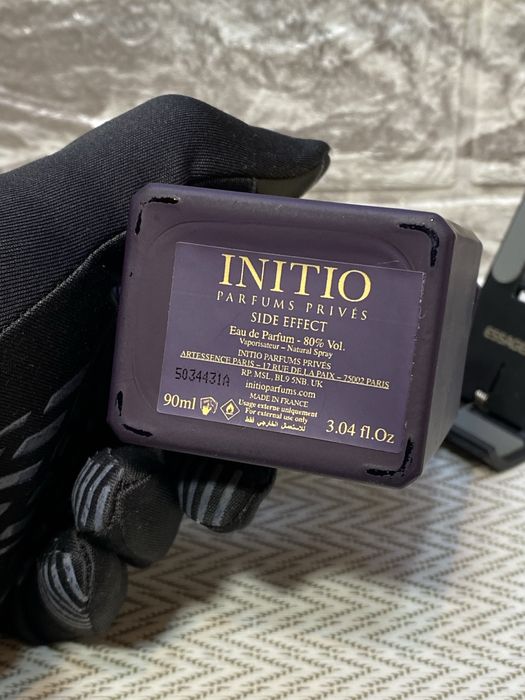 INITIO
PARFUMS PRIVÉS
SIDE EFFECT
Eau de Parfum - 80% Vol.
Vaporisateur - Natural Spray
INITIO PARFUMS PRIVÉS
ARTESSENCE PARIS - 17 RUE DE LA PAIX - 75002 PARIS
RP MSL, BL9 5NB. UK
initioparfums.com
MADE IN FRANCE
5034431A
90ml
Usage externe uniquement
For external use only
للاستعمال الخارجي فقط
3.04 fl.Oz